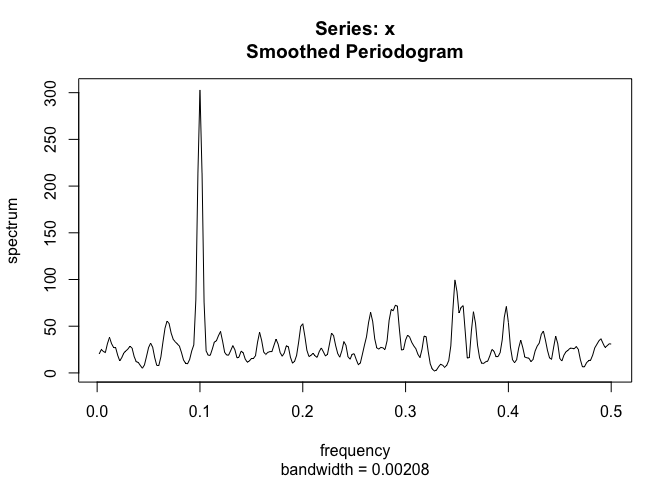 Series: x
Smoothed Periodogram
spectrum
300
250
200
150
100
50
0
0.0 0.1 0.2 0.3 0.4 0.5
frequency
bandwidth = 0.00208